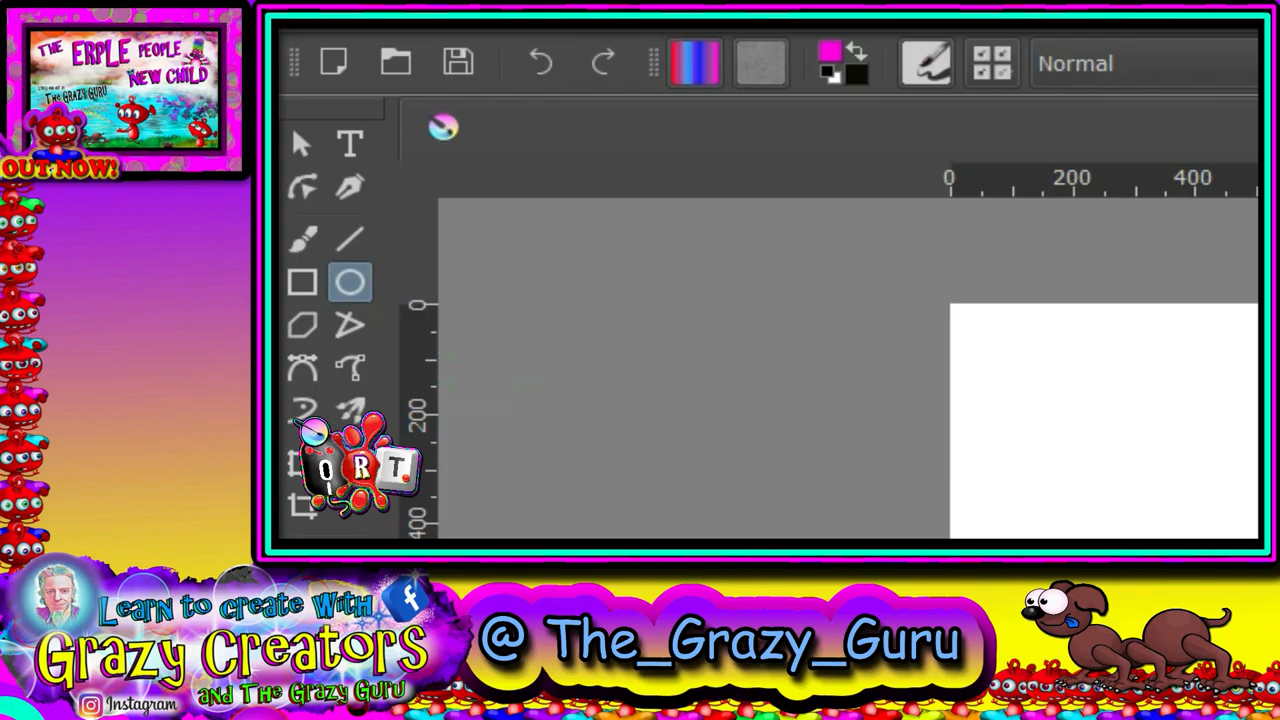 THE ERPLE PEOPLE
NEW CHILD
THE GRAZY GURU
OUT NOW!
Normal
0 200 400
0
200
400
ORT
Learn to create with
Grazy Creators
and The Grazy Guru
Instagram
f
@ The_Grazy_Guru